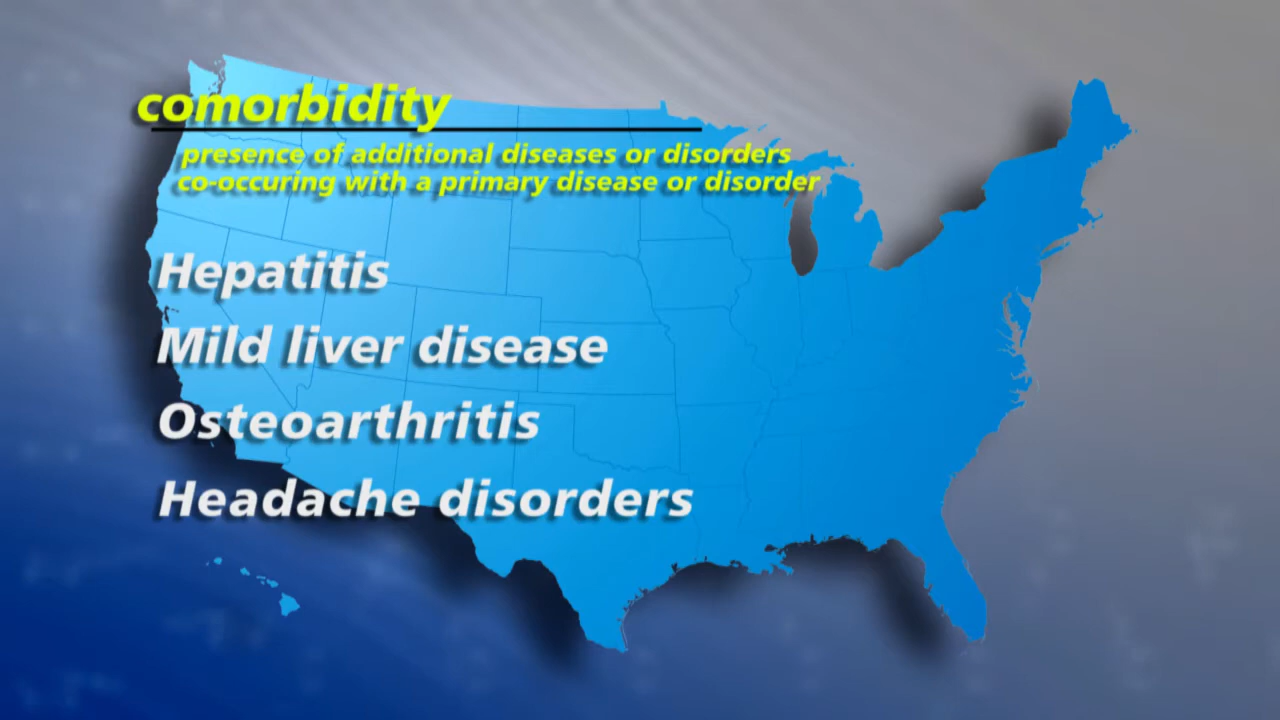 comorbidity
presence of additional diseases or disorders
co-occuring with a primary disease or disorder
Hepatitis
Mild liver disease
Osteoarthritis
Headache disorders